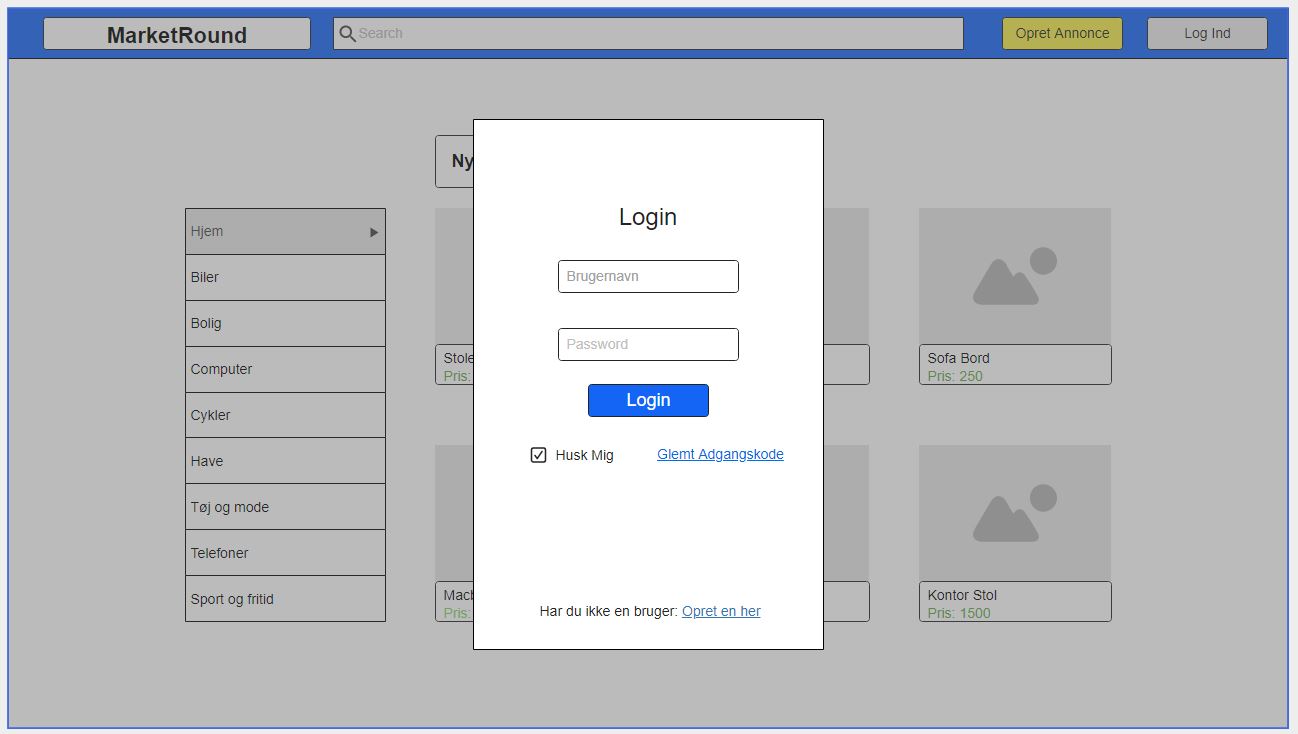 MarketRound
Search
Opret Annonce
Log Ind
Ny
Hjem
Biler
Bolig
Computer
Cykler
Have
Tøj og mode
Telefoner
Sport og fritid
Stole
Pris:
Sofa Bord
Pris: 250
Pris:
Kontor Stol
Pris: 1500
Login
Brugernavn
Password
Login
Husk Mig
Glemt Adgangskode
Har du ikke en bruger: Opret en her